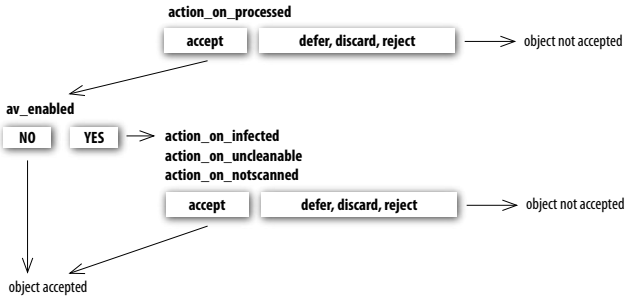 action_on_processed
accept
defer, discard, reject
object not accepted
av_enabled
NO
YES
action_on_infected
action_on_uncleanable
action_on_notscanned
accept
defer, discard, reject
object not accepted
object accepted